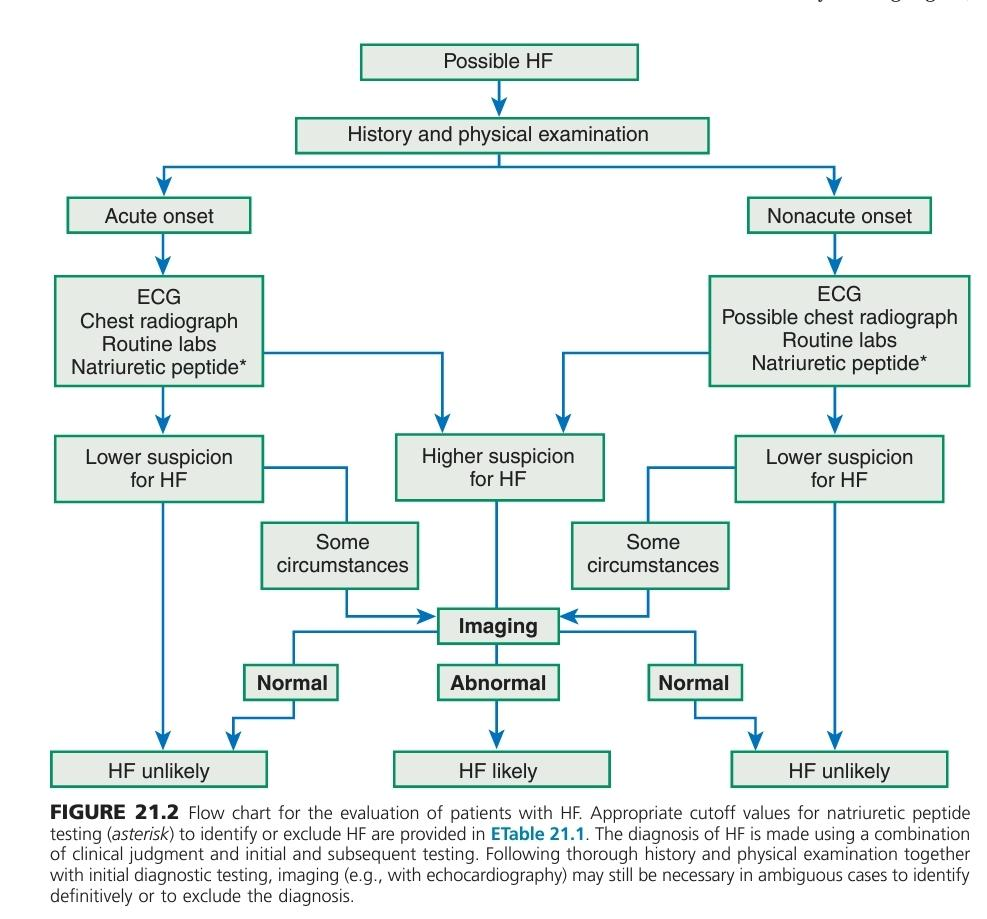 Possible HF
History and physical examination
Acute onset
Nonacute onset
ECG
Chest radiograph
Routine labs
Natriuretic peptide*
ECG
Possible chest radiograph
Routine labs
Natriuretic peptide*
Lower suspicion
for HF
Higher suspicion
for HF
Lower suspicion
for HF
Some
circumstances
Some
circumstances
Imaging
Normal
Abnormal
Normal
HF unlikely
HF likely
HF unlikely
FIGURE 21.2 Flow chart for the evaluation of patients with HF. Appropriate cutoff values for natriuretic peptide
testing (asterisk) to identify or exclude HF are provided in ETable 21.1. The diagnosis of HF is made using a combination
of clinical judgment and initial and subsequent testing. Following thorough history and physical examination together
with initial diagnostic testing, imaging (e.g., with echocardiography) may still be necessary in ambiguous cases to identify
definitively or to exclude the diagnosis.